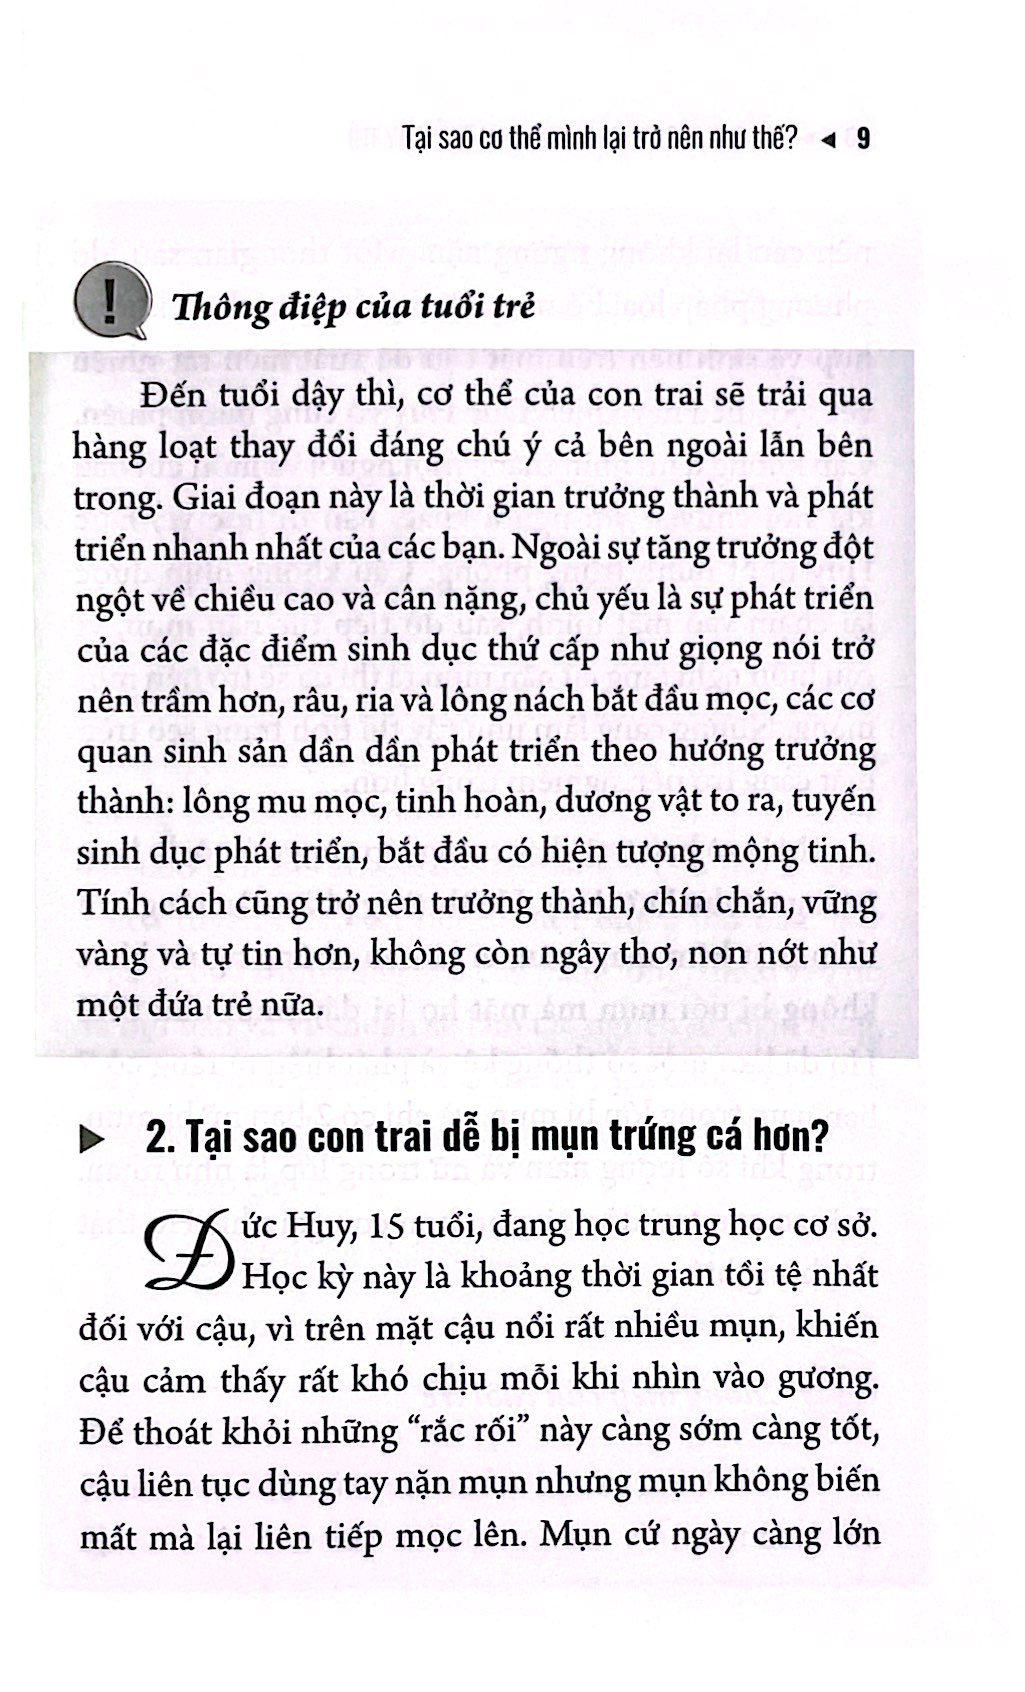 Tại sao cơ thể mình lại trở nên như thế? ◄ 9
! Thông điệp của tuổi trẻ
Đến tuổi dậy thì, cơ thể của con trai sẽ trải qua
hàng loạt thay đổi đáng chú ý cả bên ngoài lẫn bên
trong. Giai đoạn này là thời gian trưởng thành và phát
triển nhanh nhất của các bạn. Ngoài sự tăng trưởng đột
ngột về chiều cao và cân nặng, chủ yếu là sự phát triển
của các đặc điểm sinh dục thứ cấp như giọng nói trở
nên trầm hơn, râu, ria và lông nách bắt đầu mọc, các cơ
quan sinh sản dần dần phát triển theo hướng trưởng
thành: lông mu mọc, tinh hoàn, dương vật to ra, tuyến
sinh dục phát triển, bắt đầu có hiện tượng mộng tinh.
Tính cách cũng trở nên trưởng thành, chín chắn, vững
vàng và tự tin hơn, không còn ngây thơ, non nớt như
một đứa trẻ nữa.
► 2. Tại sao con trai dễ bị mụn trứng cá hơn?
Đức Huy, 15 tuổi, đang học trung học cơ sở.
Học kỳ này là khoảng thời gian tồi tệ nhất
đối với cậu, vì trên mặt cậu nổi rất nhiều mụn, khiến
cậu cảm thấy rất khó chịu mỗi khi nhìn vào gương.
Để thoát khỏi những “rắc rối” này càng sớm càng tốt,
cậu liên tục dùng tay nặn mụn nhưng mụn không biến
mất mà lại liên tiếp mọc lên. Mụn cứ ngày càng lớn